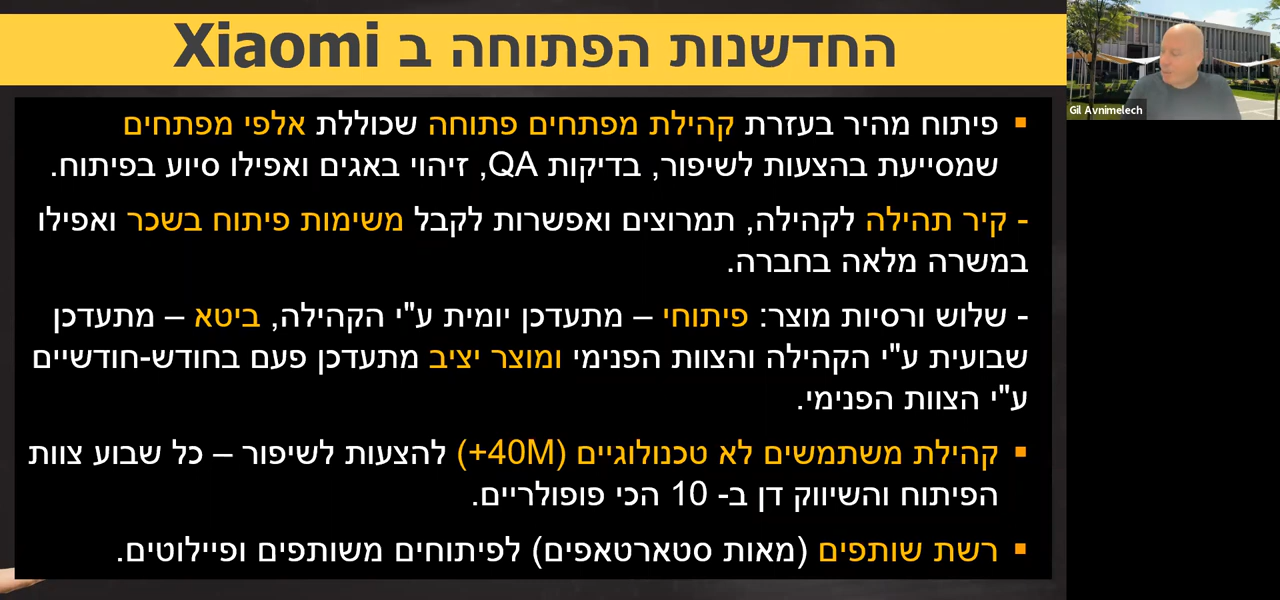 החדשנות הפתוחה ב Xiaomi
Gil Avnimelech
▪ פיתוח מהיר בעזרת קהילת מפתחים פתוחה שכוללת אלפי מפתחים
שמסייעת בהצעות לשיפור, בדיקות QA, זיהוי באגים ואפילו סיוע בפיתוח.
- קיר תהילה לקהילה, תמרוצים ואפשרות לקבל משימות פיתוח בשכר ואפילו
במשרה מלאה בחברה.
- שלוש ורסיות מוצר: פיתוחי – מתעדכן יומית ע"י הקהילה, ביטא – מתעדכן
שבועית ע"י הקהילה והצוות הפנימי ומוצר יציב מתעדכן פעם בחודש-חודשיים
ע"י הצוות הפנימי.
▪ קהילת משתמשים לא טכנולוגיים (40M+) להצעות לשיפור – כל שבוע צוות
הפיתוח והשיווק דן ב- 10 הכי פופולריים.
▪ רשת שותפים (מאות סטארטאפים) לפיתוחים משותפים ופיילוטים.